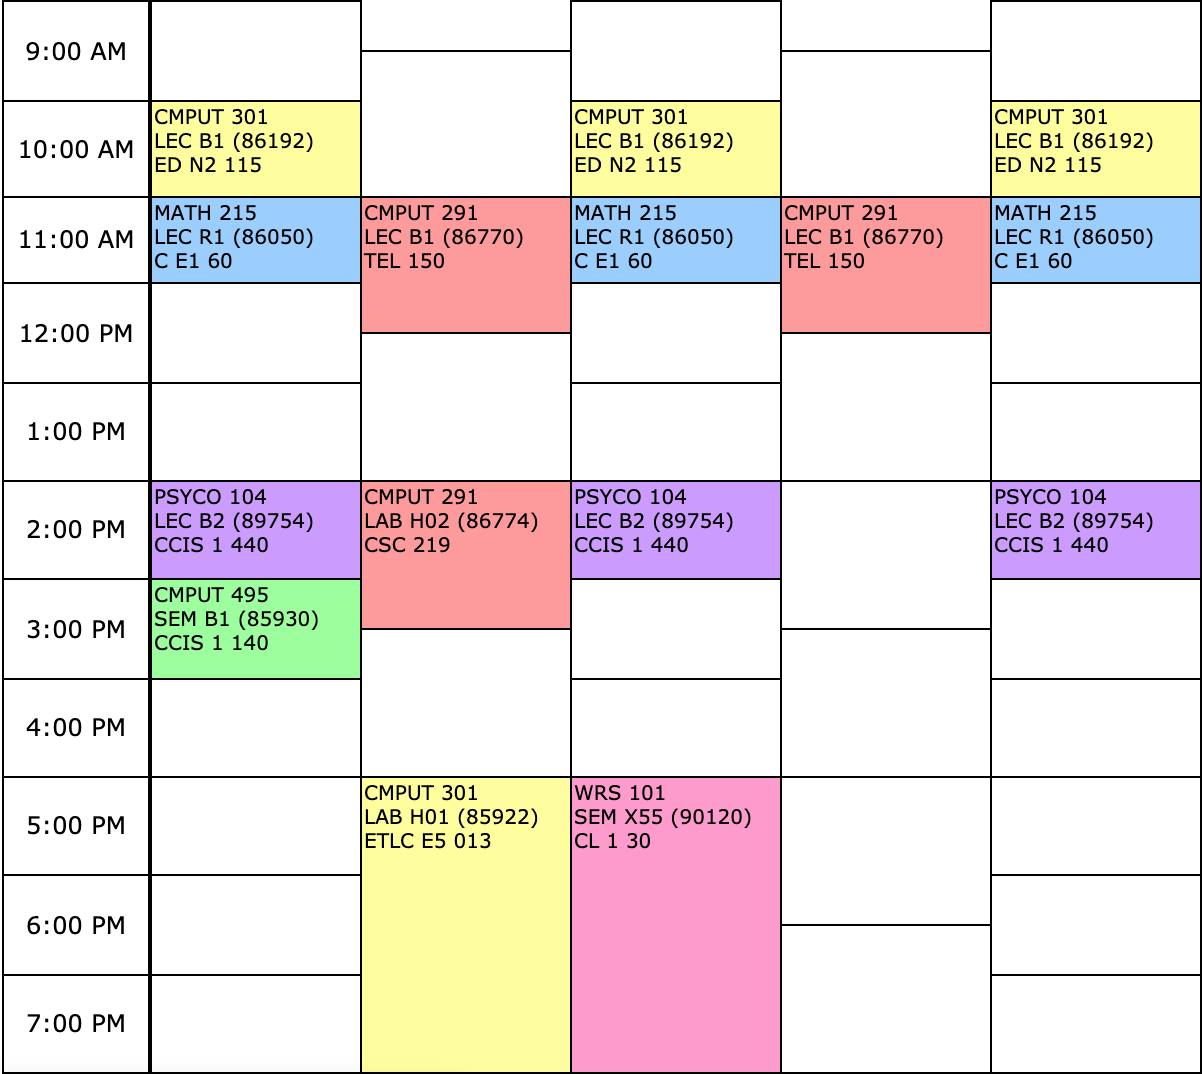 9:00 AM
10:00 AM
CMPUT 301
LEC B1 (86192)
ED N2 115
CMPUT 301
LEC B1 (86192)
ED N2 115
CMPUT 301
LEC B1 (86192)
ED N2 115
11:00 AM
MATH 215
LEC R1 (86050)
C E1 60
CMPUT 291
LEC B1 (86770)
TEL 150
MATH 215
LEC R1 (86050)
C E1 60
CMPUT 291
LEC B1 (86770)
TEL 150
MATH 215
LEC R1 (86050)
C E1 60
12:00 PM
1:00 PM
2:00 PM
PSYCO 104
LEC B2 (89754)
CCIS 1 440
CMPUT 291
LAB H02 (86774)
CSC 219
PSYCO 104
LEC B2 (89754)
CCIS 1 440
PSYCO 104
LEC B2 (89754)
CCIS 1 440
3:00 PM
CMPUT 495
SEM B1 (85930)
CCIS 1 140
4:00 PM
5:00 PM
CMPUT 301
LAB H01 (85922)
ETLC E5 013
WRS 101
SEM X55 (90120)
CL 1 30
6:00 PM
7:00 PM